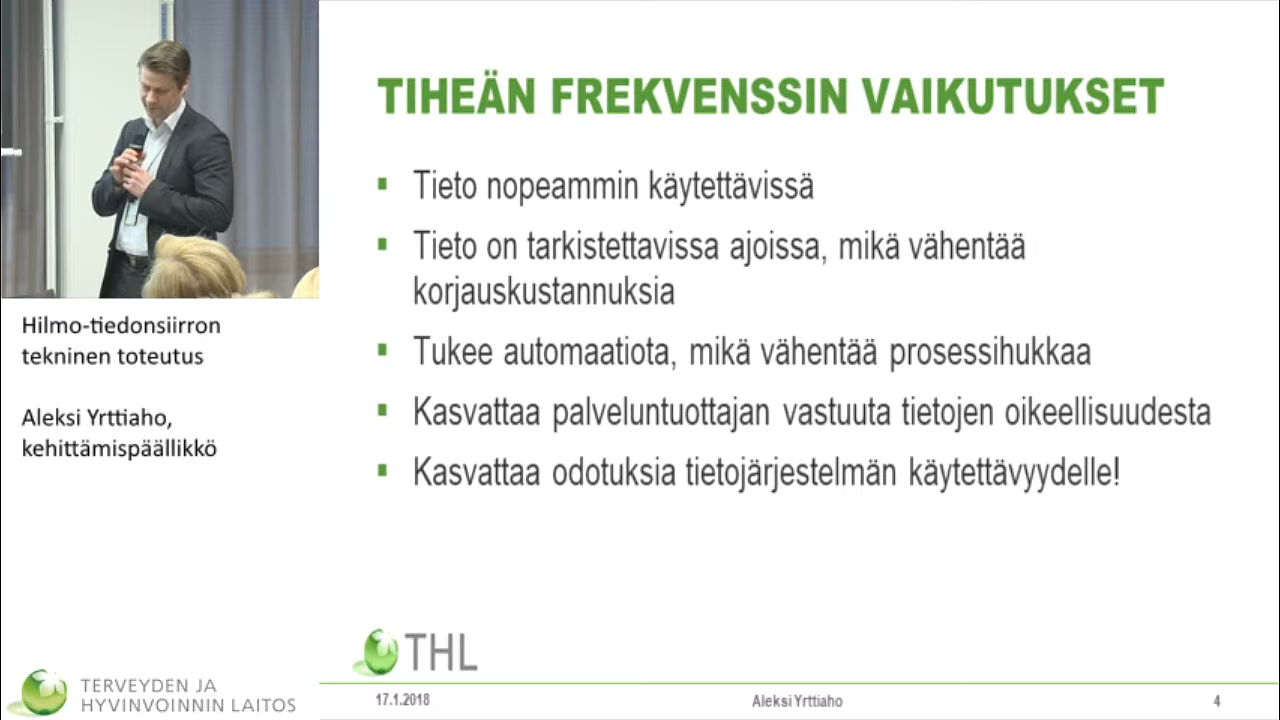 Hilmo-tiedonsiirron
tekninen toteutus
Aleksi Yrttiaho,
kehittämispäällikkö
TERVEYDEN JA
HYVINVOINNIN LAITOS
TIHEÄN FREKVENSSIN VAIKUTUKSET
Tieto nopeammin käytettävissä
Tieto on tarkistettavissa ajoissa, mikä vähentää
korjauskustannuksia
Tukee automaatiota, mikä vähentää prosessihukkaa
Kasvattaa palveluntuottajan vastuuta tietojen oikeellisuudesta
Kasvattaa odotuksia tietojärjestelmän käytettävyydelle!
THL
17.1.2018 Aleksi Yrttiaho 4